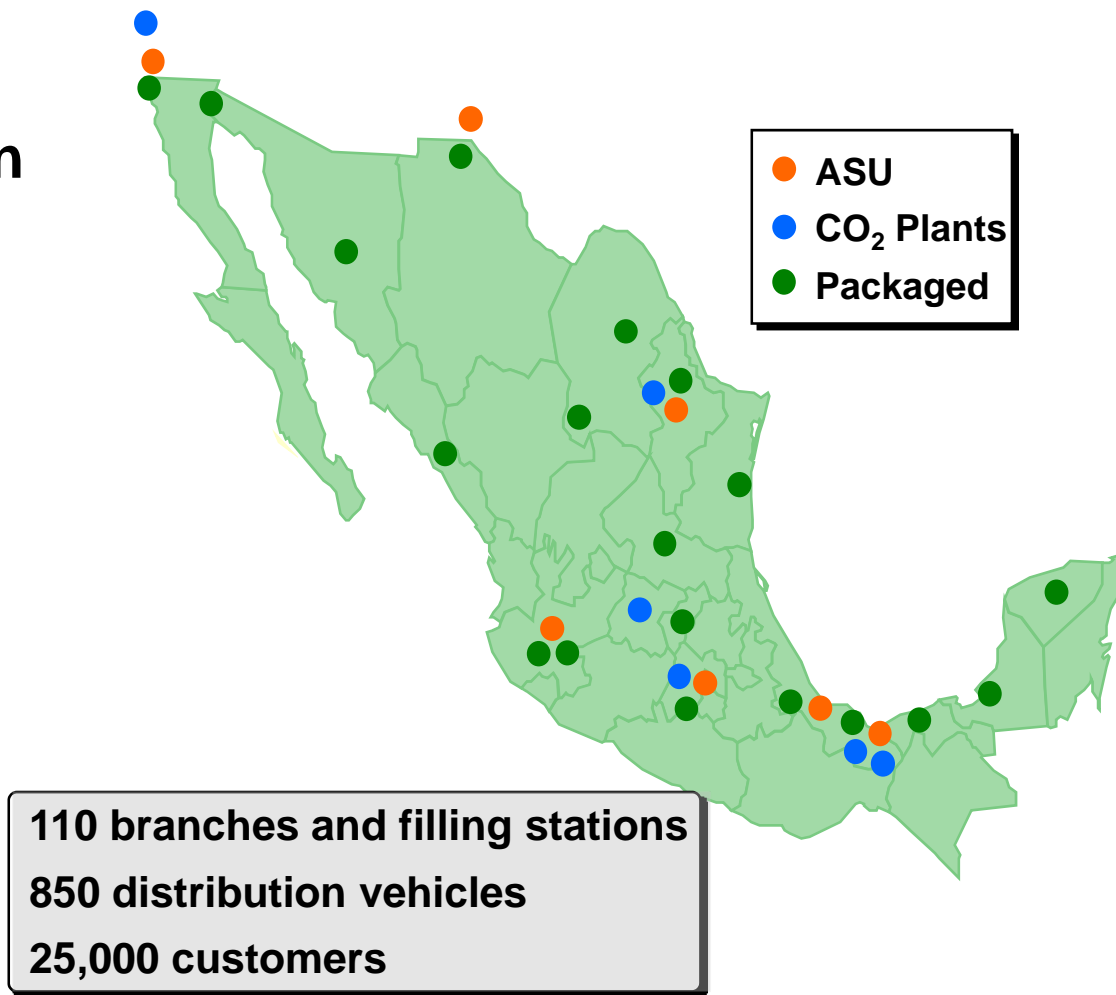 n
ASU
CO₂ Plants
Packaged
110 branches and filling stations
850 distribution vehicles
25,000 customers